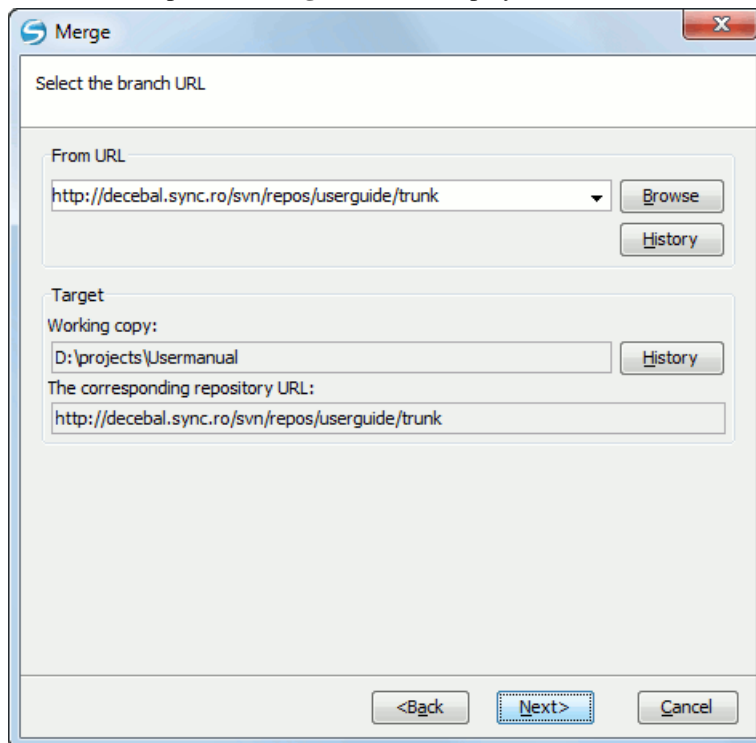 Merge
Select the branch URL
From URL
http://decebal.sync.ro/svn/repos/userguide/trunk
Browse
History
Target
Working copy:
D:\projects\Usermanual
History
The corresponding repository URL:
http://decebal.sync.ro/svn/repos/userguide/trunk
<Back Next> Cancel